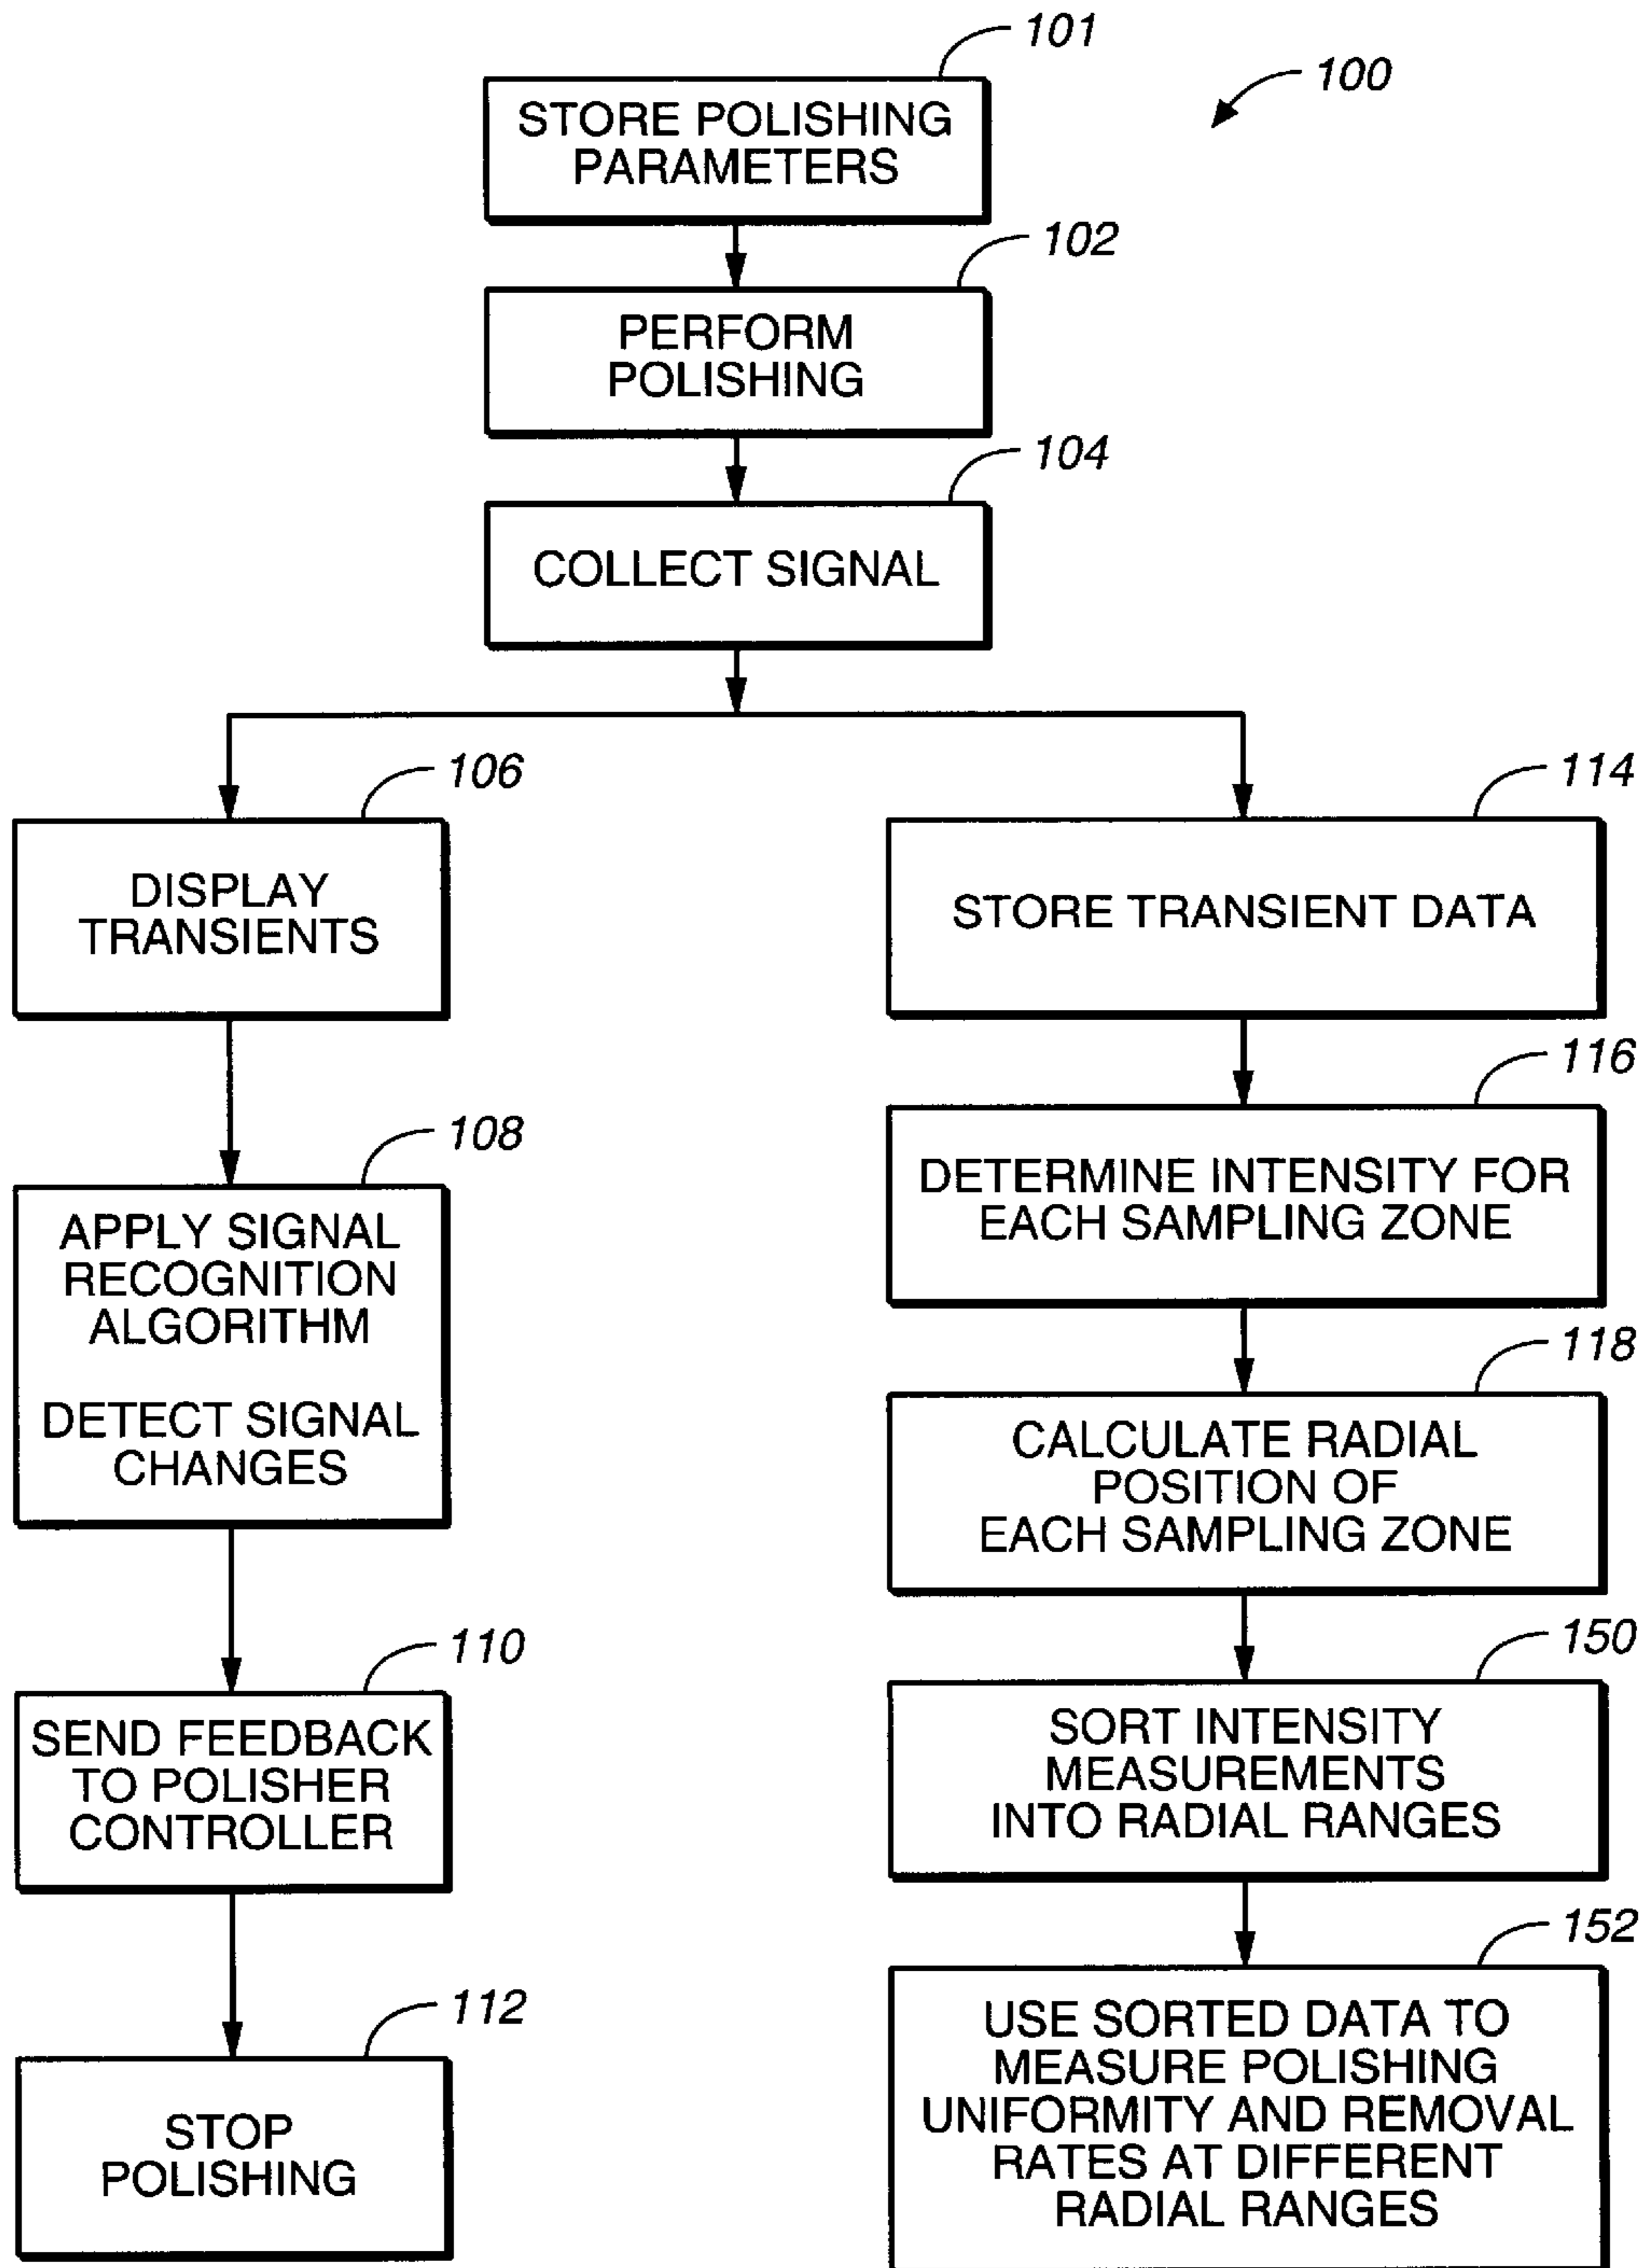 101
100
STORE POLISHING
PARAMETERS
102
PERFORM
POLISHING
104
COLLECT SIGNAL
106
DISPLAY
TRANSIENTS
108
APPLY SIGNAL
RECOGNITION
ALGORITHM
DETECT SIGNAL
CHANGES
110
SEND FEEDBACK
TO POLISHER
CONTROLLER
112
STOP
POLISHING
114
STORE TRANSIENT DATA
116
DETERMINE INTENSITY FOR
EACH SAMPLING ZONE
118
CALCULATE RADIAL
POSITION OF
EACH SAMPLING ZONE
150
SORT INTENSITY
MEASUREMENTS
INTO RADIAL RANGES
152
USE SORTED DATA TO
MEASURE POLISHING
UNIFORMITY AND REMOVAL
RATES AT DIFFERENT
RADIAL RANGES